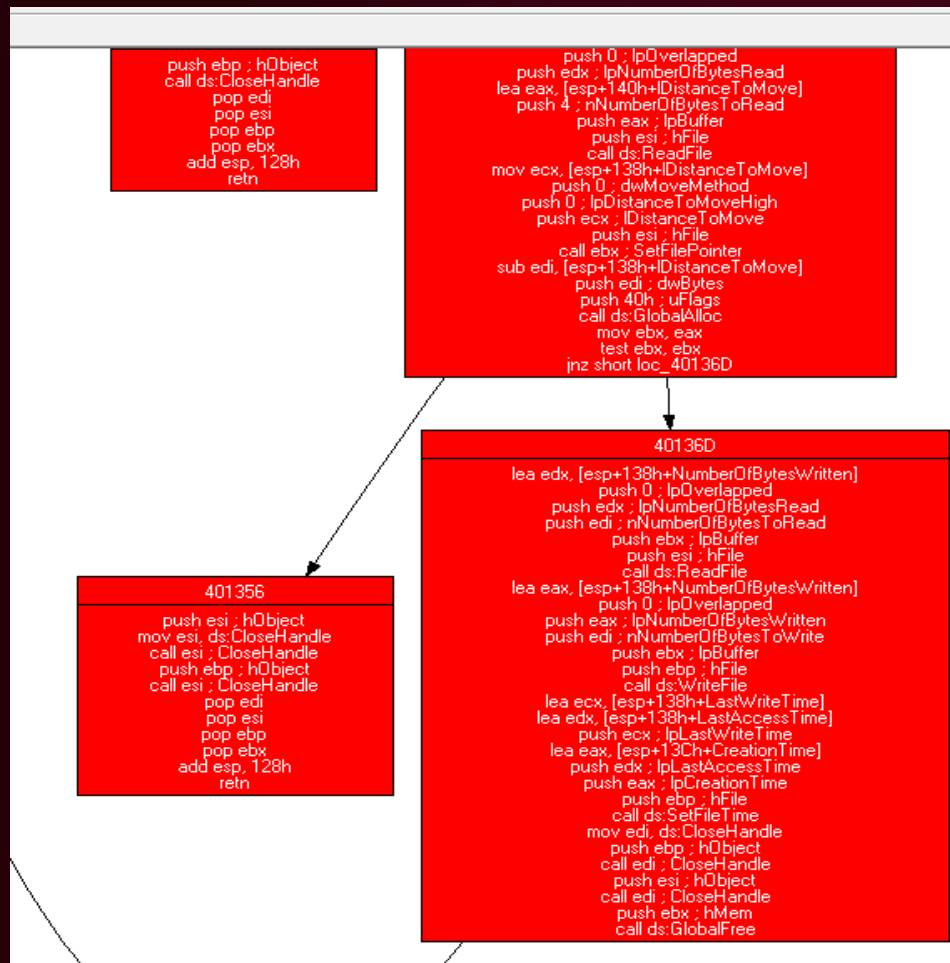 push ebp ; hObject
call ds:CloseHandle
pop edi
pop esi
pop ebp
pop ebx
add esp, 128h
retn
push 0 ; lpOverlapped
push edx ; lpNumberOfBytesRead
lea eax, [esp+140h+lDistanceToMove]
push 4 ; nNumberOfBytesToRead
push eax ; lpBuffer
push esi ; hFile
call ds:ReadFile
mov ecx, [esp+138h+lDistanceToMove]
push 0 ; dwMoveMethod
push 0 ; lpDistanceToMoveHigh
push ecx ; lDistanceToMove
push esi ; hFile
call ebx ; SetFilePointer
sub edi, [esp+138h+lDistanceToMove]
push edi ; dwBytes
push 40h ; uFlags
call ds:GlobalAlloc
mov ebx, eax
test ebx, ebx
jnz short loc_40136D
401356
push esi ; hObject
mov esi, ds:CloseHandle
call esi ; CloseHandle
push ebp ; hObject
call esi ; CloseHandle
pop edi
pop esi
pop ebp
pop ebx
add esp, 128h
retn
40136D
lea edx, [esp+138h+NumberOfBytesWritten]
push 0 ; lpOverlapped
push edx ; lpNumberOfBytesRead
push edi ; nNumberOfBytesToRead
push ebx ; lpBuffer
push esi ; hFile
call ds:ReadFile
lea eax, [esp+138h+NumberOfBytesWritten]
push 0 ; lpOverlapped
push eax ; lpNumberOfBytesWritten
push edi ; nNumberOfBytesToWrite
push ebx ; lpBuffer
push ebp ; hFile
call ds:WriteFile
lea ecx, [esp+138h+LastWriteTime]
lea edx, [esp+138h+LastAccessTime]
push ecx ; lpLastWriteTime
lea eax, [esp+13Ch+CreationTime]
push edx ; lpLastAccessTime
push eax ; lpCreationTime
push ebp ; hFile
call ds:SetFileTime
mov edi, ds:CloseHandle
push ebp ; hObject
call edi ; CloseHandle
push esi ; hObject
call edi ; CloseHandle
push ebx ; hMem
call ds:GlobalFree